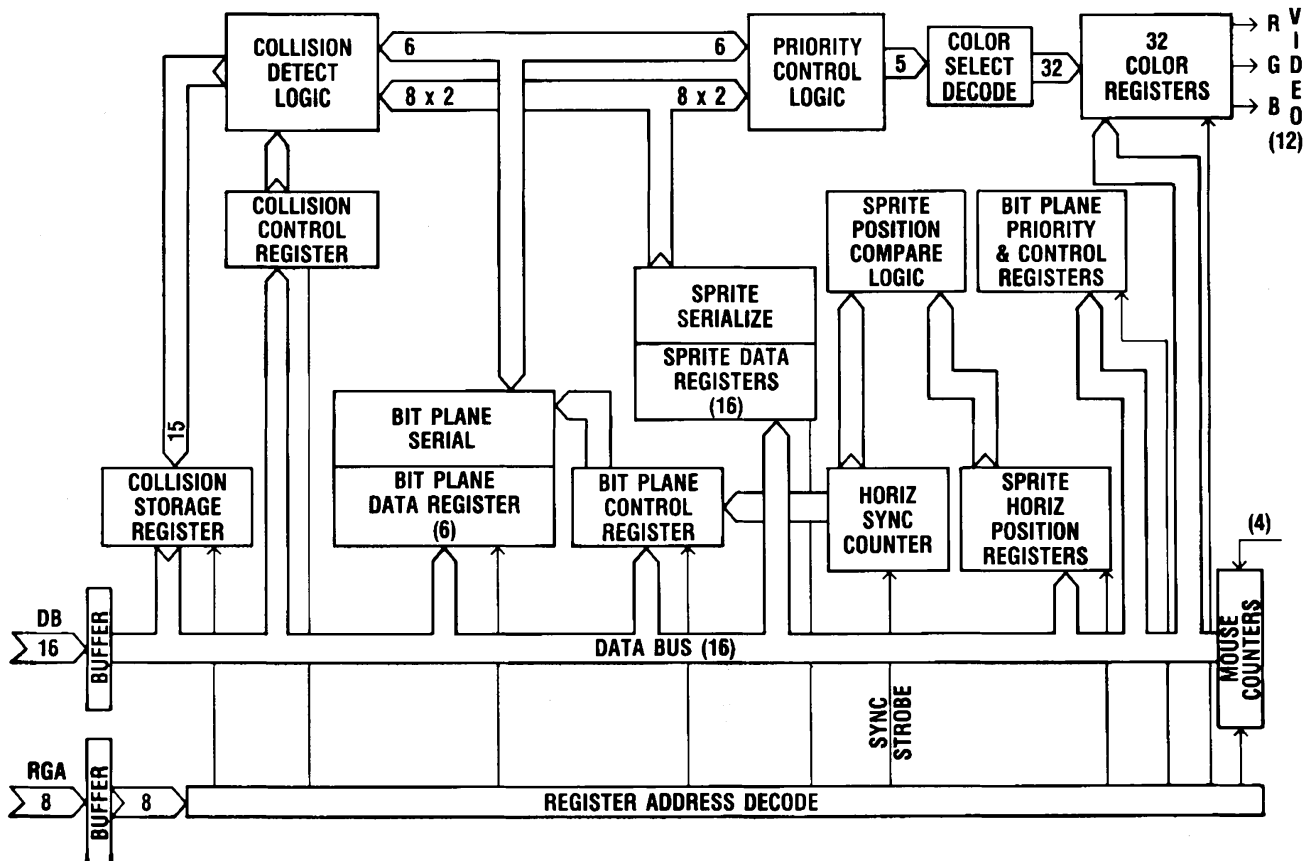 COLLISION
DETECT
LOGIC
6
6
8 x 2
8 x 2
PRIORITY
CONTROL
LOGIC
5
COLOR
SELECT
DECODE
32
32
COLOR
REGISTERS
R
G
B
VIDEO
(12)
COLLISION
CONTROL
REGISTER
SPRITE
POSITION
COMPARE
LOGIC
BIT PLANE
PRIORITY
& CONTROL
REGISTERS
SPRITE
SERIALIZE
SPRITE DATA
REGISTERS
(16)
15
BIT PLANE
SERIAL
BIT PLANE
DATA REGISTER
(6)
COLLISION
STORAGE
REGISTER
BIT PLANE
CONTROL
REGISTER
HORIZ
SYNC
COUNTER
SPRITE
HORIZ
POSITION
REGISTERS
(4)
MOUSE
COUNTERS
DB
16
BUFFER
DATA BUS (16)
SYNC
STROBE
RGA
8
BUFFER
8
REGISTER ADDRESS DECODE